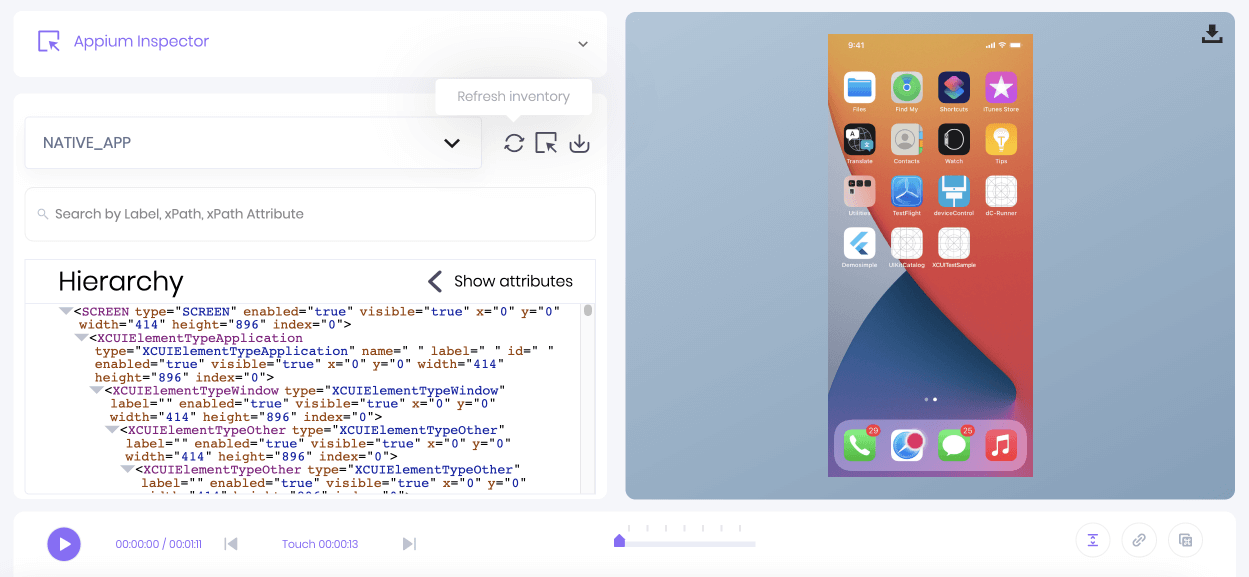 Appium Inspector
Refresh inventory
NATIVE_APP
Search by Label, xPath, xPath Attribute
Hierarchy
Show attributes
<SCREEN type="SCREEN" enabled="true" visible="true" x="0" y="0"
width="414" height="896" index="0">
<XCUIElementTypeApplication
type="XCUIElementTypeApplication" name=" " label=" " id=" "
enabled="true" visible="true" x="0" y="0" width="414"
height="896" index="0">
<XCUIElementTypeWindow type="XCUIElementTypeWindow"
label="" enabled="true" visible="true" x="0" y="0"
width="414" height="896" index="0">
<XCUIElementTypeOther type="XCUIElementTypeOther"
label="" enabled="true" visible="true" x="0" y="0"
width="414" height="896" index="0">
<XCUIElementTypeOther type="XCUIElementTypeOther"
label="" enabled="true" visible="true" x="0" y="0"
width="414" height="896" index="0">
9:41
Files
Find My
Shortcuts
iTunes Store
Translate
Contacts
Watch
Tips
Utilities
TestFlight
deviceControl
dC-Runner
Demosimple
UIKitCatalog
XCUITestSample
29
25
00:00:00 / 00:01:11
Touch 00:00:13